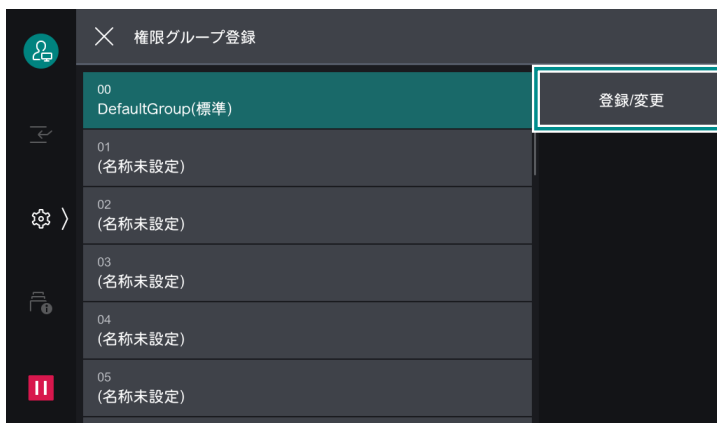 権限グループ登録
00
DefaultGroup(標準)
登録/変更
01
(名称未設定)
02
(名称未設定)
03
(名称未設定)
04
(名称未設定)
05
(名称未設定)